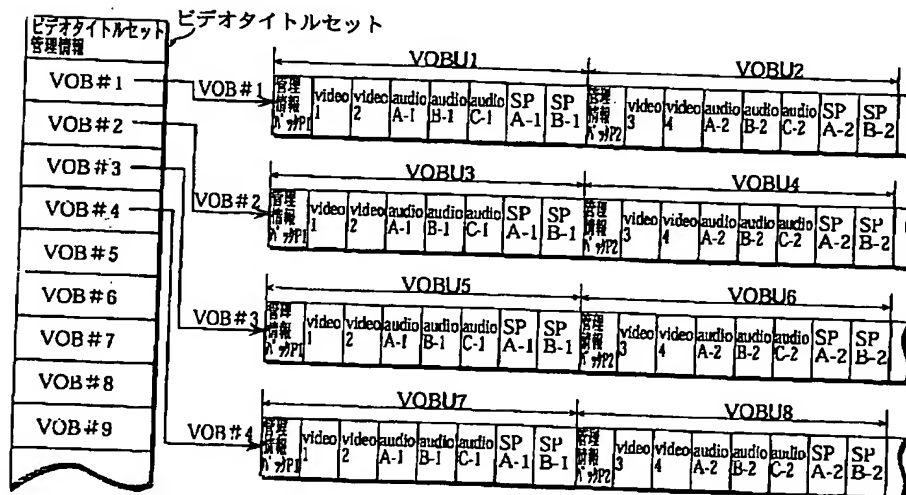 ビデオタイトルセット
ビデオタイトルセット
管理情報
VOB#1
VOB#2
VOB#3
VOB#4
VOB#5
VOB#6
VOB#7
VOB#8
VOB#9
VOBU1
VOBU2
VOB#1
管理情報パックP1
video 1
video 2
audio A-1
audio B-1
audio C-1
SP A-1
SP B-1
管理情報パックP2
video 3
video 4
audio A-2
audio B-2
audio C-2
SP A-2
SP B-2
VOBU3
VOBU4
VOB#2
管理情報パックP1
video 1
video 2
audio A-1
audio B-1
audio C-1
SP A-1
SP B-1
管理情報パックP2
video 3
video 4
audio A-2
audio B-2
audio C-2
SP A-2
SP B-2
VOBU5
VOBU6
VOB#3
管理情報パックP1
video 1
video 2
audio A-1
audio B-1
audio C-1
SP A-1
SP B-1
管理情報パックP2
video 3
video 4
audio A-2
audio B-2
audio C-2
SP A-2
SP B-2
VOBU7
VOBU8
VOB#4
管理情報パックP1
video 1
video 2
audio A-1
audio B-1
audio C-1
SP A-1
SP B-1
管理情報パックP2
video 3
video 4
audio A-2
audio B-2
audio C-2
SP A-2
SP B-2